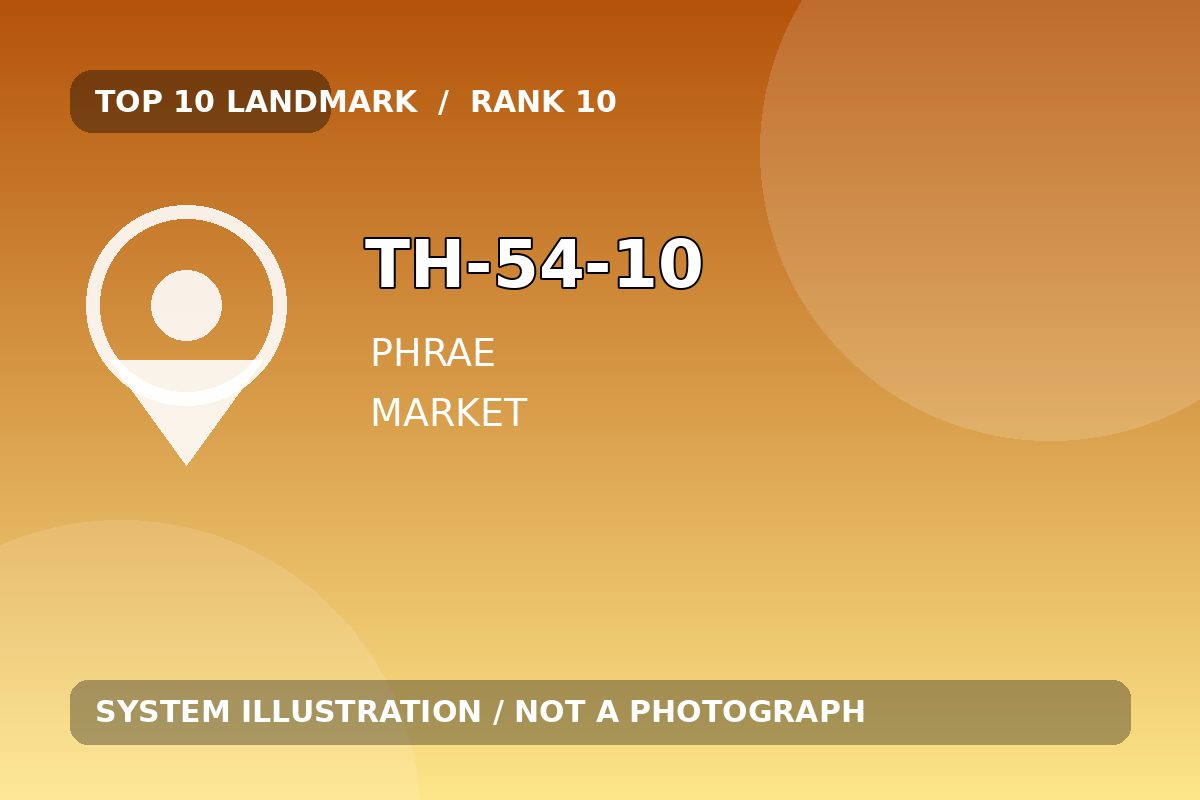 TOP 10 LANDMARK / RANK 10
TH-54-10
PHRAE
MARKET
SYSTEM ILLUSTRATION / NOT A PHOTOGRAPH